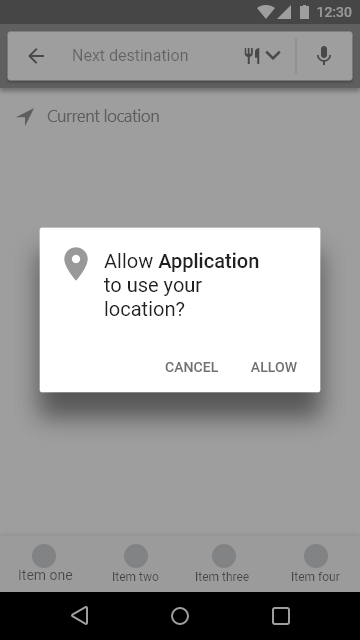 12:30
Next destination
Current location
Allow Application
to use your
location?
CANCEL ALLOW
Item one Item two Item three Item four